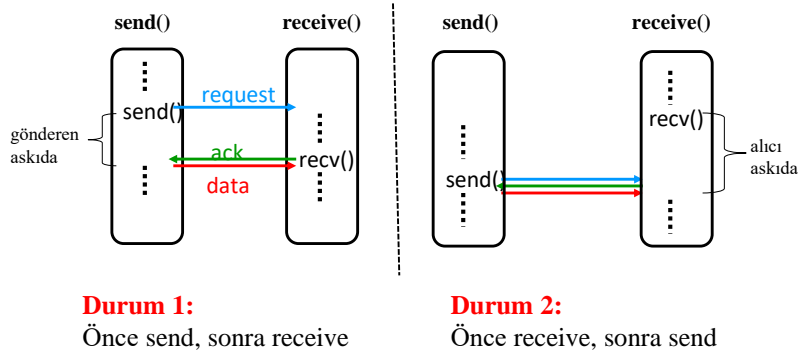 send()
receive()
request
send()
gönderen
askıda
ack
recv()
data
Durum 1:
Önce send, sonra receive
send()
receive()
recv()
alıcı
askıda
send()
Durum 2:
Önce receive, sonra send